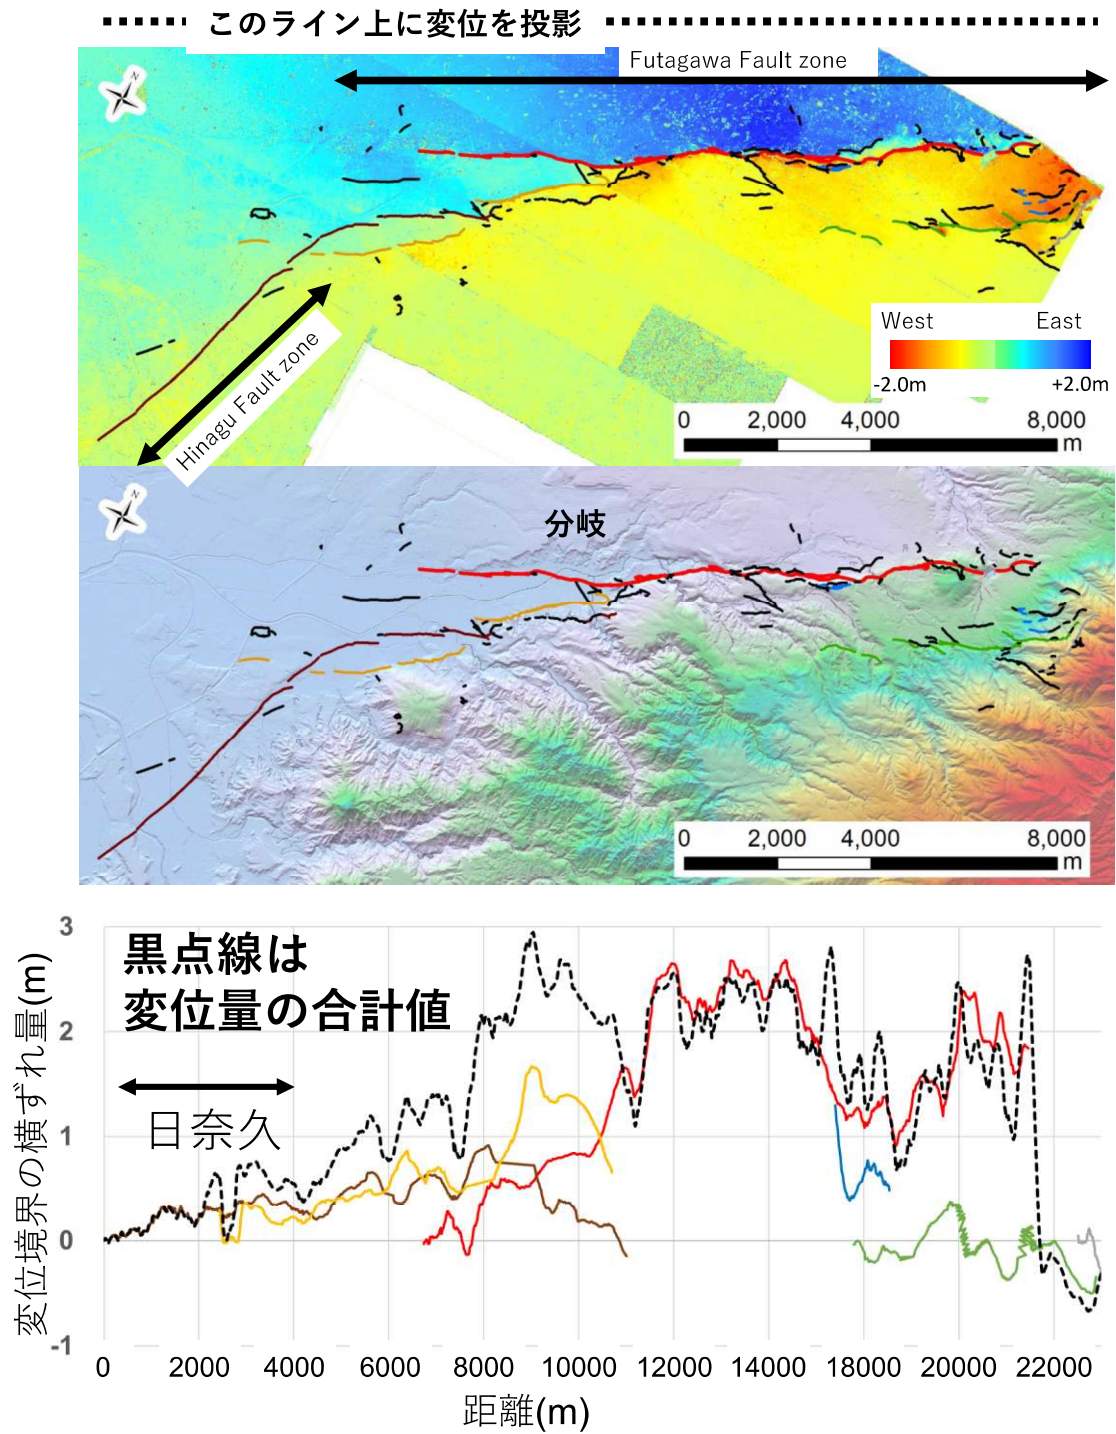 このライン上に変位を投影
Futagawa Fault zone
N
Hinagu Fault zone
West East
-2.0m +2.0m
0 2,000 4,000 8,000
m
N
分岐
0 2,000 4,000 8,000
m
変位境界の横ずれ量(m)
3
2
1
0
-1
黒点線は
変位量の合計値
日奈久
0 2000 4000 6000 8000 10000 12000 14000 16000 18000 20000 22000
距離(m)